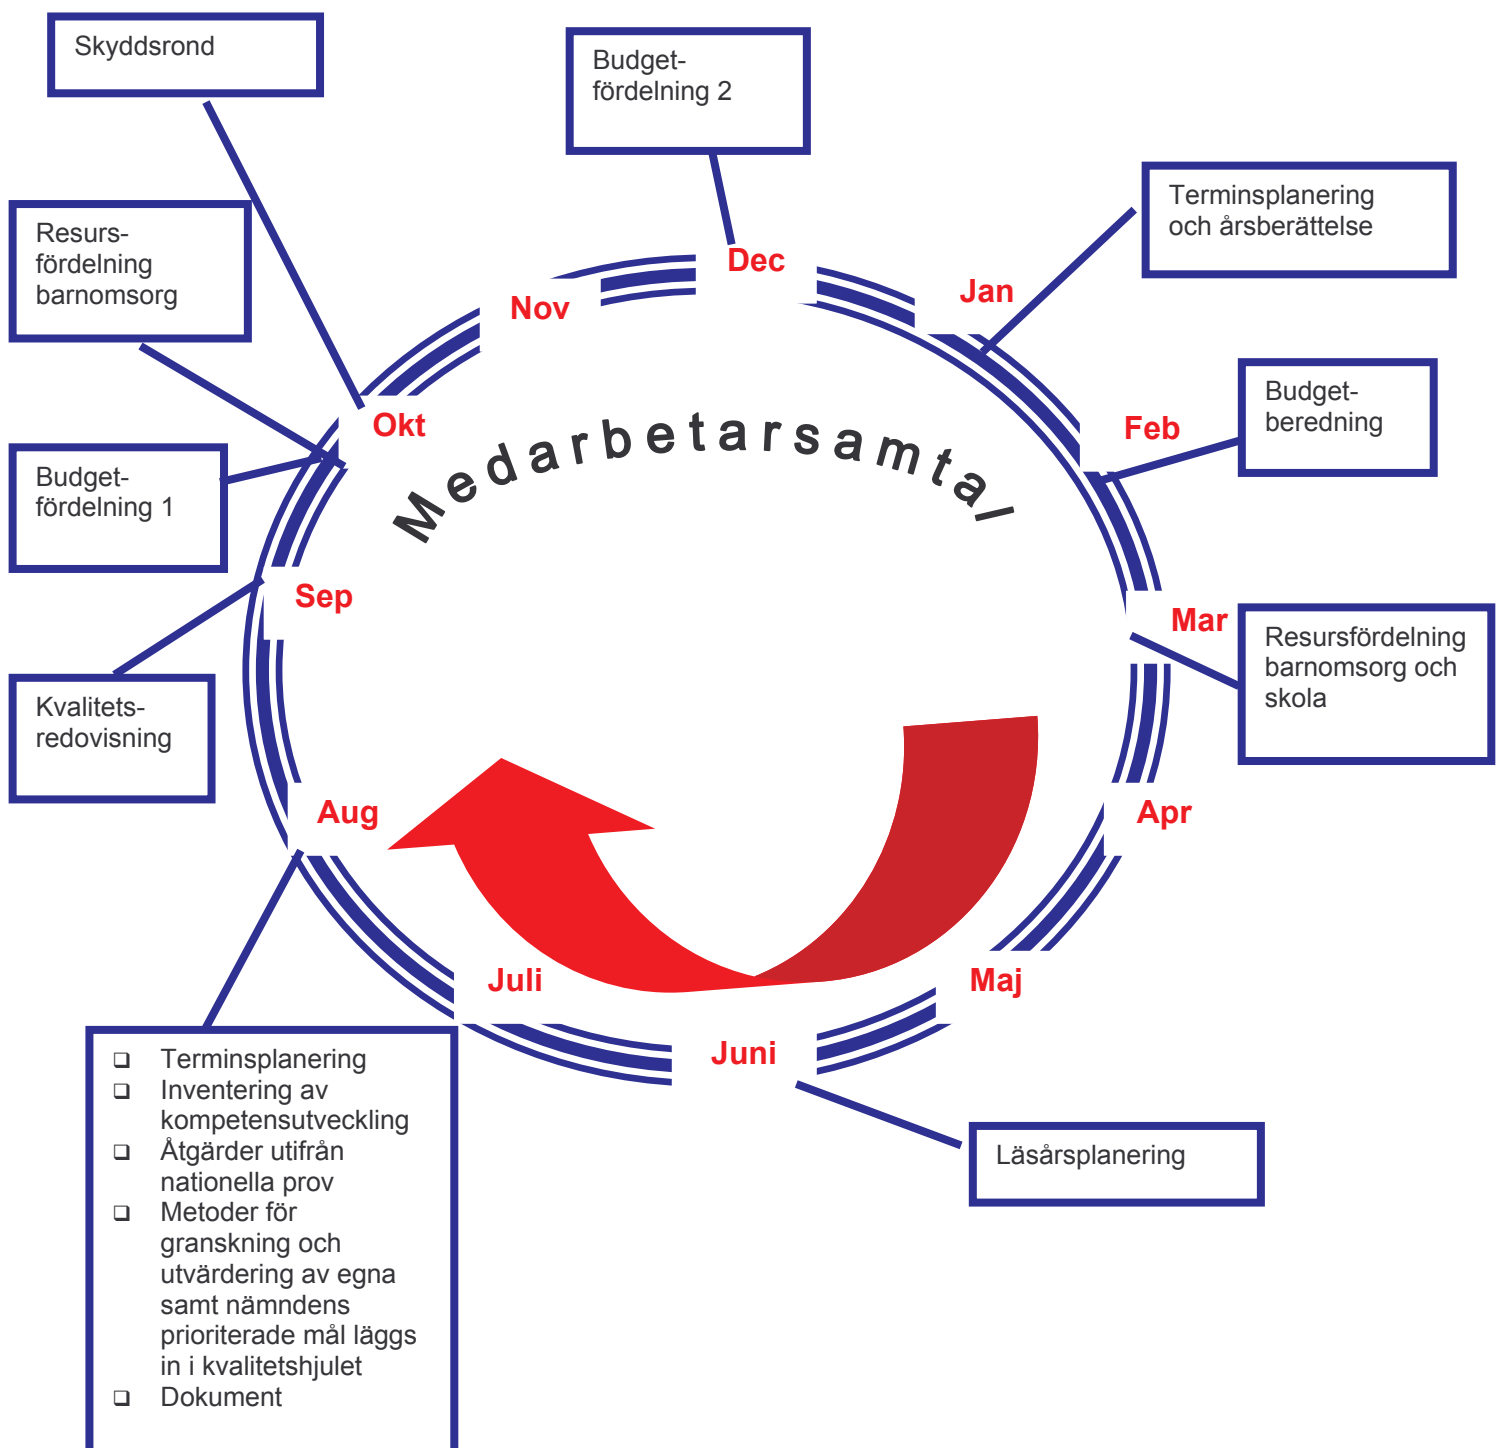 Skyddsrond
Budget-
fördelning 2
Terminsplanering
och årsberättelse
Resurs-
fördelning
barnomsorg
Dec
Jan
Nov
Budget-
beredning
Okt
Feb
Medarbetarsamtal
Budget-
fördelning 1
Sep
Mar
Resursfördelning
barnomsorg och
skola
Kvalitets-
redovisning
Aug
Apr
Juli
Maj
Juni
❑ Terminsplanering
❑ Inventering av
kompetensutveckling
❑ Åtgärder utifrån
nationella prov
❑ Metoder för
granskning och
utvärdering av egna
samt nämndens
prioriterade mål läggs
in i kvalitetshjulet
❑ Dokument
Läsårsplanering